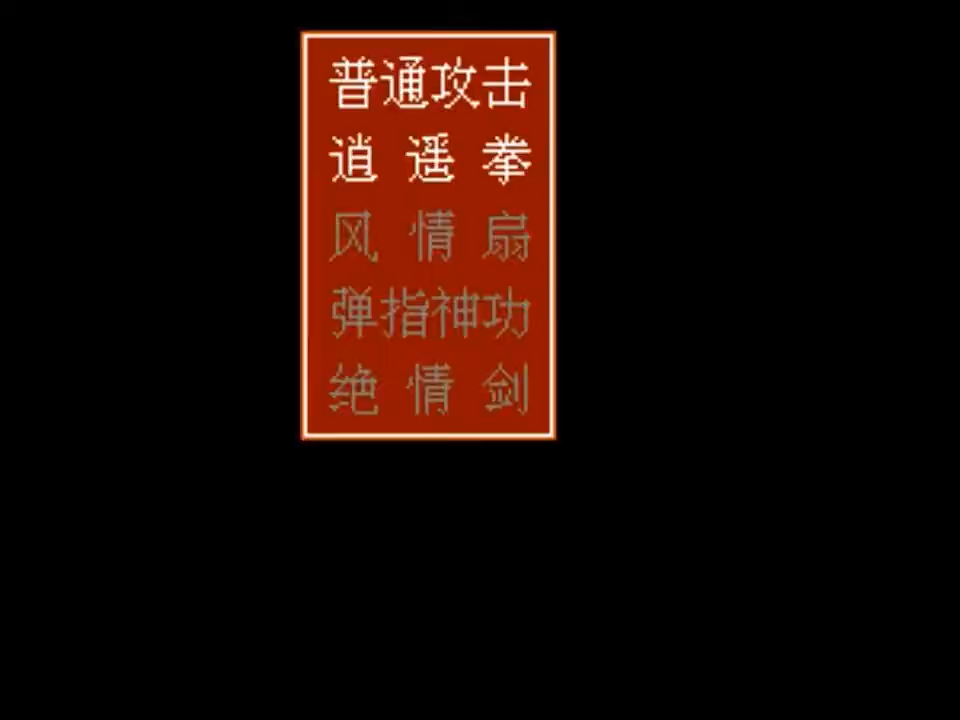 普通攻击
逍遥拳
风情扇
弹指神功
绝情剑